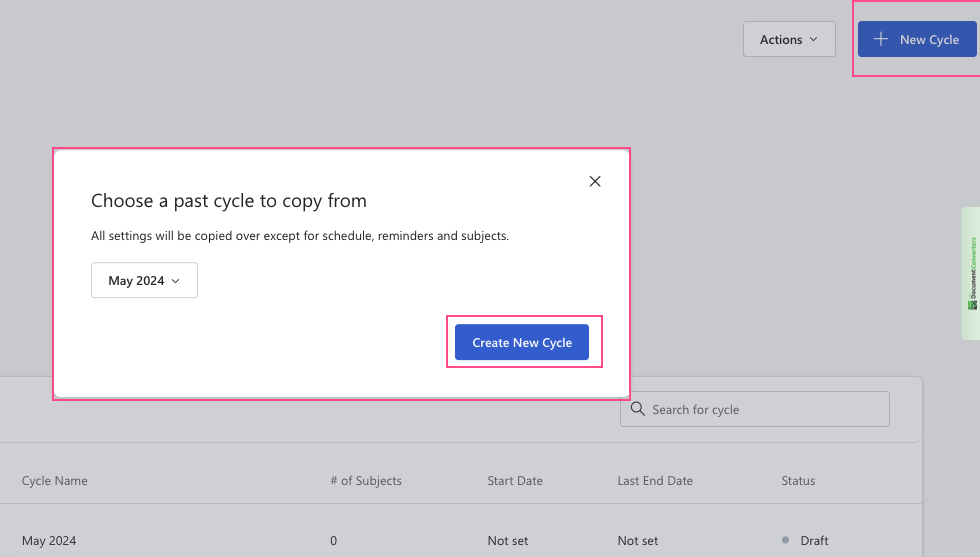 Actions
New Cycle
Choose a past cycle to copy from
All settings will be copied over except for schedule, reminders and subjects.
May 2024
Create New Cycle
DocumentConverters
Search for cycle
Cycle Name # of Subjects Start Date Last End Date Status
May 2024 0 Not set Not set Draft